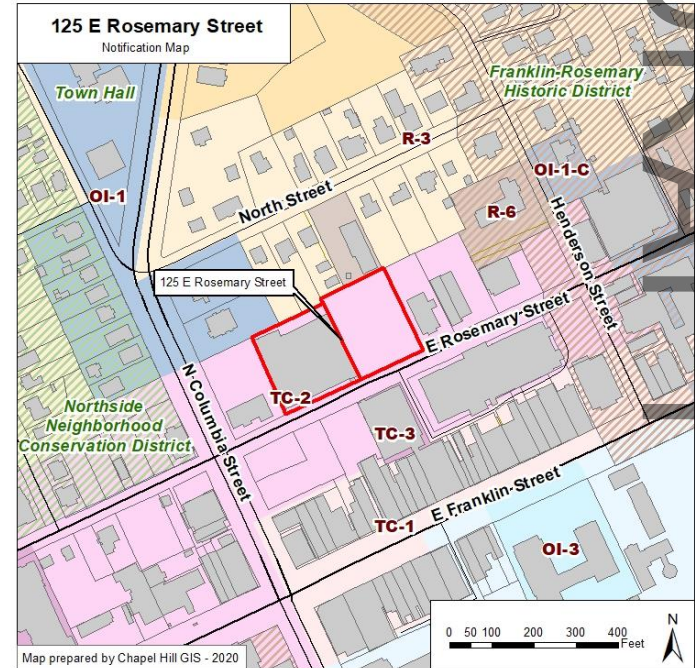 125 E Rosemary Street
Notification Map
Town Hall
Franklin-Rosemary
Historic District
R-3
OI-1-C
OI-1
North Street
R-6
Henderson Street
125 E Rosemary Street
E Rosemary Street
TC-2
N Columbia Street
Northside
Neighborhood
Conservation District
TC-3
E Franklin Street
TC-1
OI-3
0 50 100 200 300 400
Feet
N
Map prepared by Chapel Hill GIS - 2020